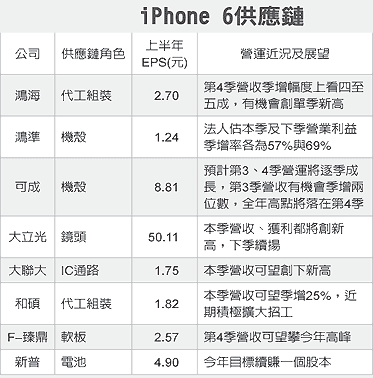 iPhone 6供應鏈
公司 供應鏈角色 上半年 EPS(元) 營運近況及展望
鴻海 代工組裝 2.70 第4季營收季增幅度上看四至
五成，有機會創單季新高
鴻準 機殼 1.24 法人估本季及下季營業利益
季增率各為57%與69%
可成 機殼 8.81 預計第3、4季營運將逐季成
長，第3季營收有機會季增兩
位數，全年高點將落在第4季
大立光 鏡頭 50.11 本季營收、獲利都將創新
高，下季續揚
大聯大 IC通路 1.75 本季營收可望創下新高
和碩 代工組裝 1.82 本季營收可望季增25%，近
期積極擴大招工
F–臻鼎 軟板 2.57 第4季營收可望攀今年高峰
新普 電池 4.90 今年目標續賺一個股本